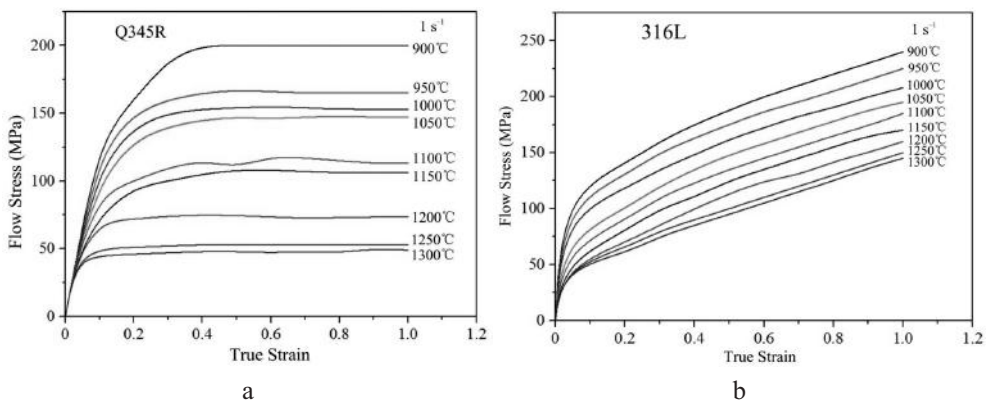 Q345R
1 s⁻¹
900℃
950℃
1000℃
1050℃
1100℃
1150℃
1200℃
1250℃
1300℃
200
150
100
50
0
Flow Stress (MPa)
0 0.2 0.4 0.6 0.8 1.0 1.2
True Strain
a
316L
1 s⁻¹
900℃
950℃
1000℃
1050℃
1100℃
1150℃
1200℃
1250℃
1300℃
250
200
150
100
50
0
Flow Stress (MPa)
0 0.2 0.4 0.6 0.8 1.0 1.2
True Strain
b